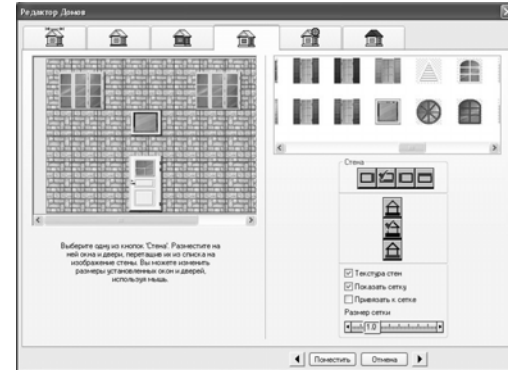 Редактор Домов
Выберите одну из кнопок 'Стена'. Разместите на
ней окна и двери, перетащив их из списка на
изображение стены. Вы можете изменить
размеры установленных окон и дверей,
используя мышь.
Стена
Текстура стен
Показать сетку
Привязать к сетке
Размер сетки
1.0
Поместить
Отмена